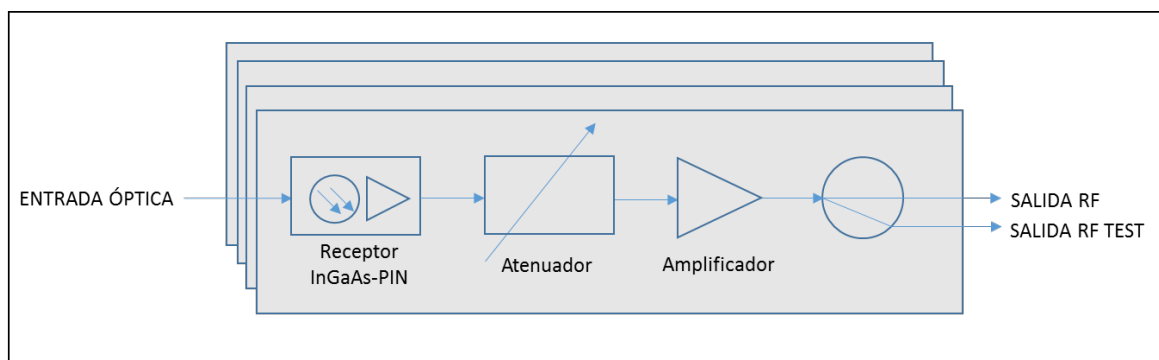 ENTRADA ÓPTICA
Receptor
InGaAs-PIN
Atenuador
Amplificador
SALIDA RF
SALIDA RF TEST